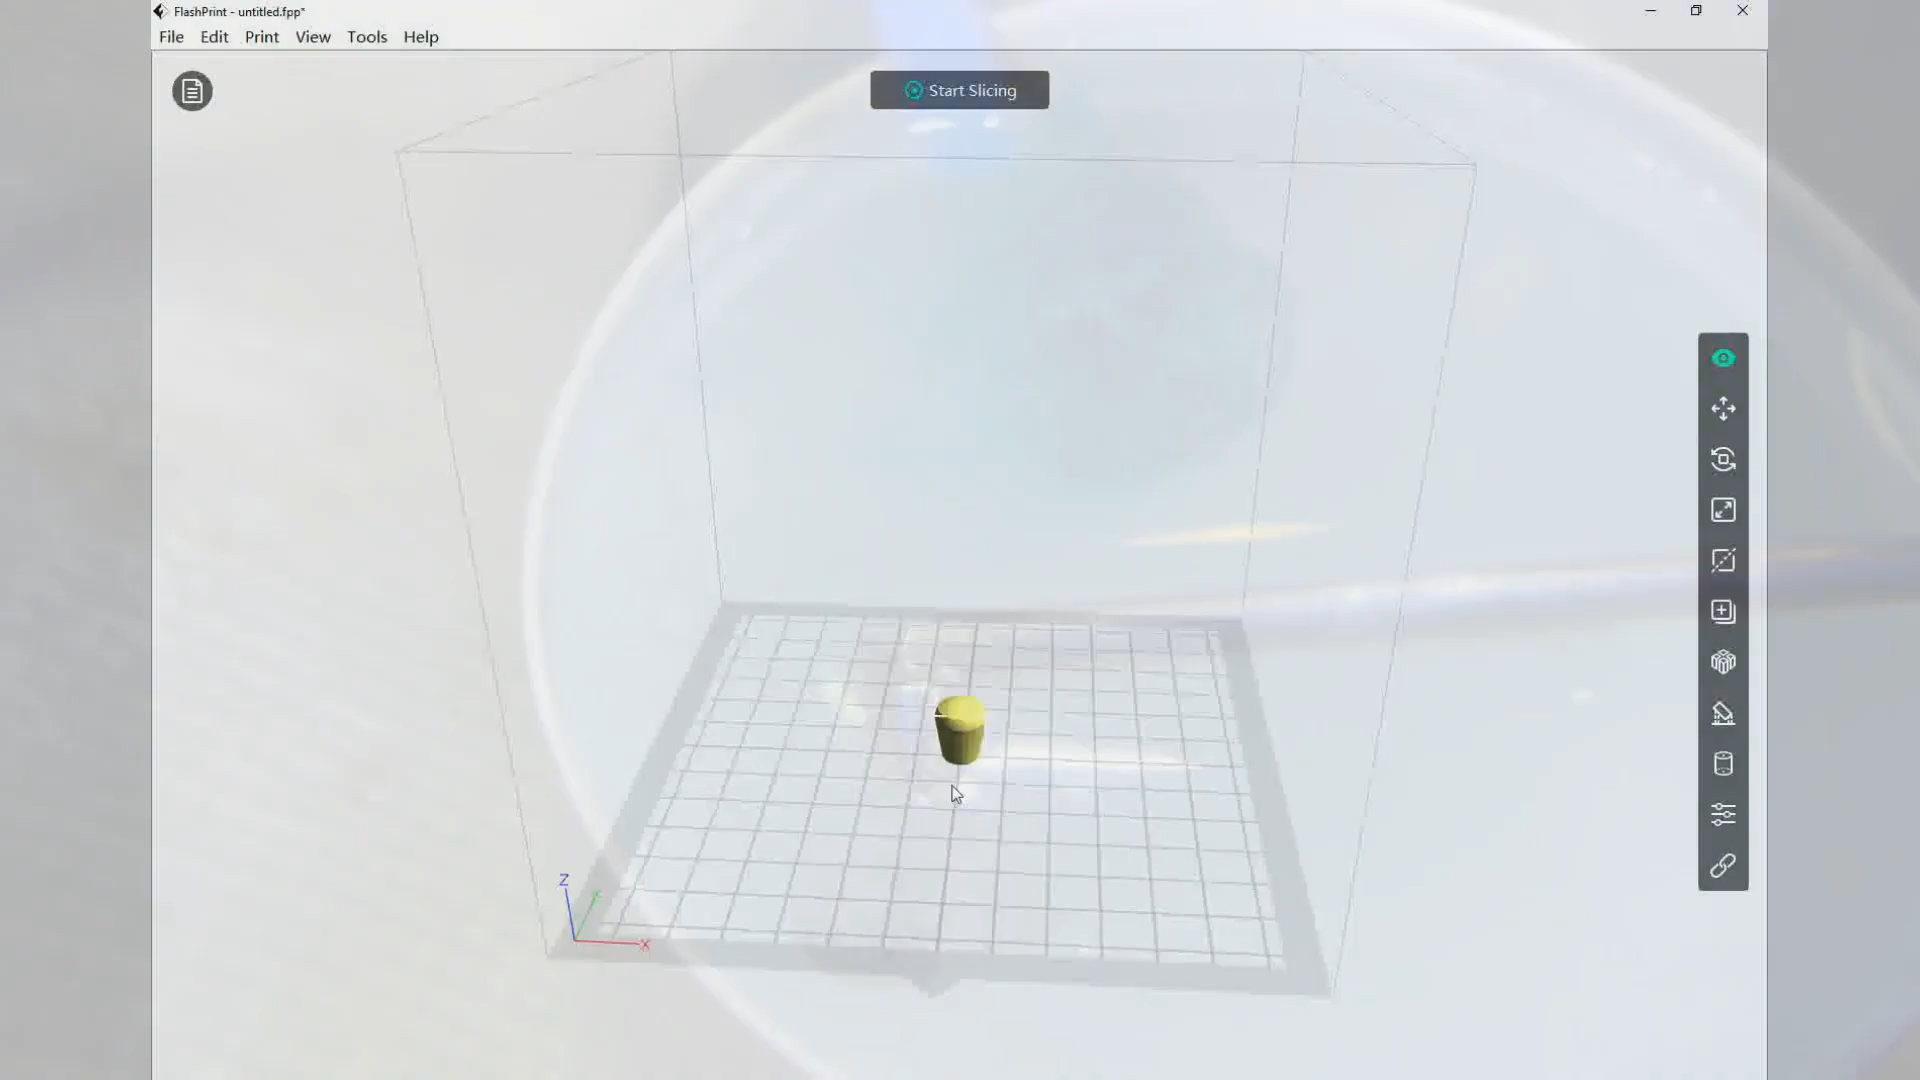 FlashPrint - untitled.fpp*
File Edit Print View Tools Help
Start Slicing
Z
X